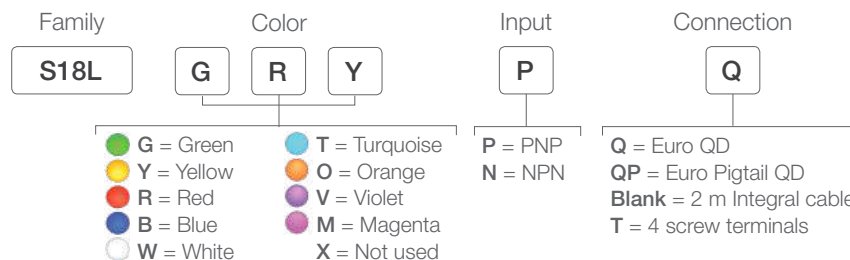 Family Color Input Connection
S18L G R Y P Q
G = Green T = Turquoise P = PNP Q = Euro QD
Y = Yellow O = Orange N = NPN QP = Euro Pigtail QD
R = Red V = Violet Blank = 2 m Integral cable
B = Blue M = Magenta T = 4 screw terminals
W = White X = Not used